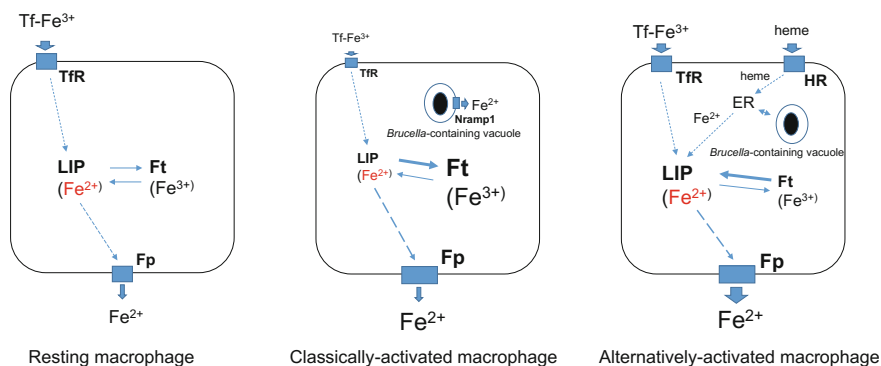 Tf-Fe³⁺
TfR
LIP
(Fe²⁺)
Ft
(Fe³⁺)
Fp
Fe²⁺
Resting macrophage
Tf-Fe³⁺
TfR
Fe²⁺
Nramp1
Brucella-containing vacuole
LIP
(Fe²⁺)
Ft
(Fe³⁺)
Fp
Fe²⁺
Classically-activated macrophage
Tf-Fe³⁺
heme
TfR
HR
heme
ER
Fe²⁺
Brucella-containing vacuole
LIP
(Fe²⁺)
Ft
(Fe³⁺)
Fp
Fe²⁺
Alternatively-activated macrophage